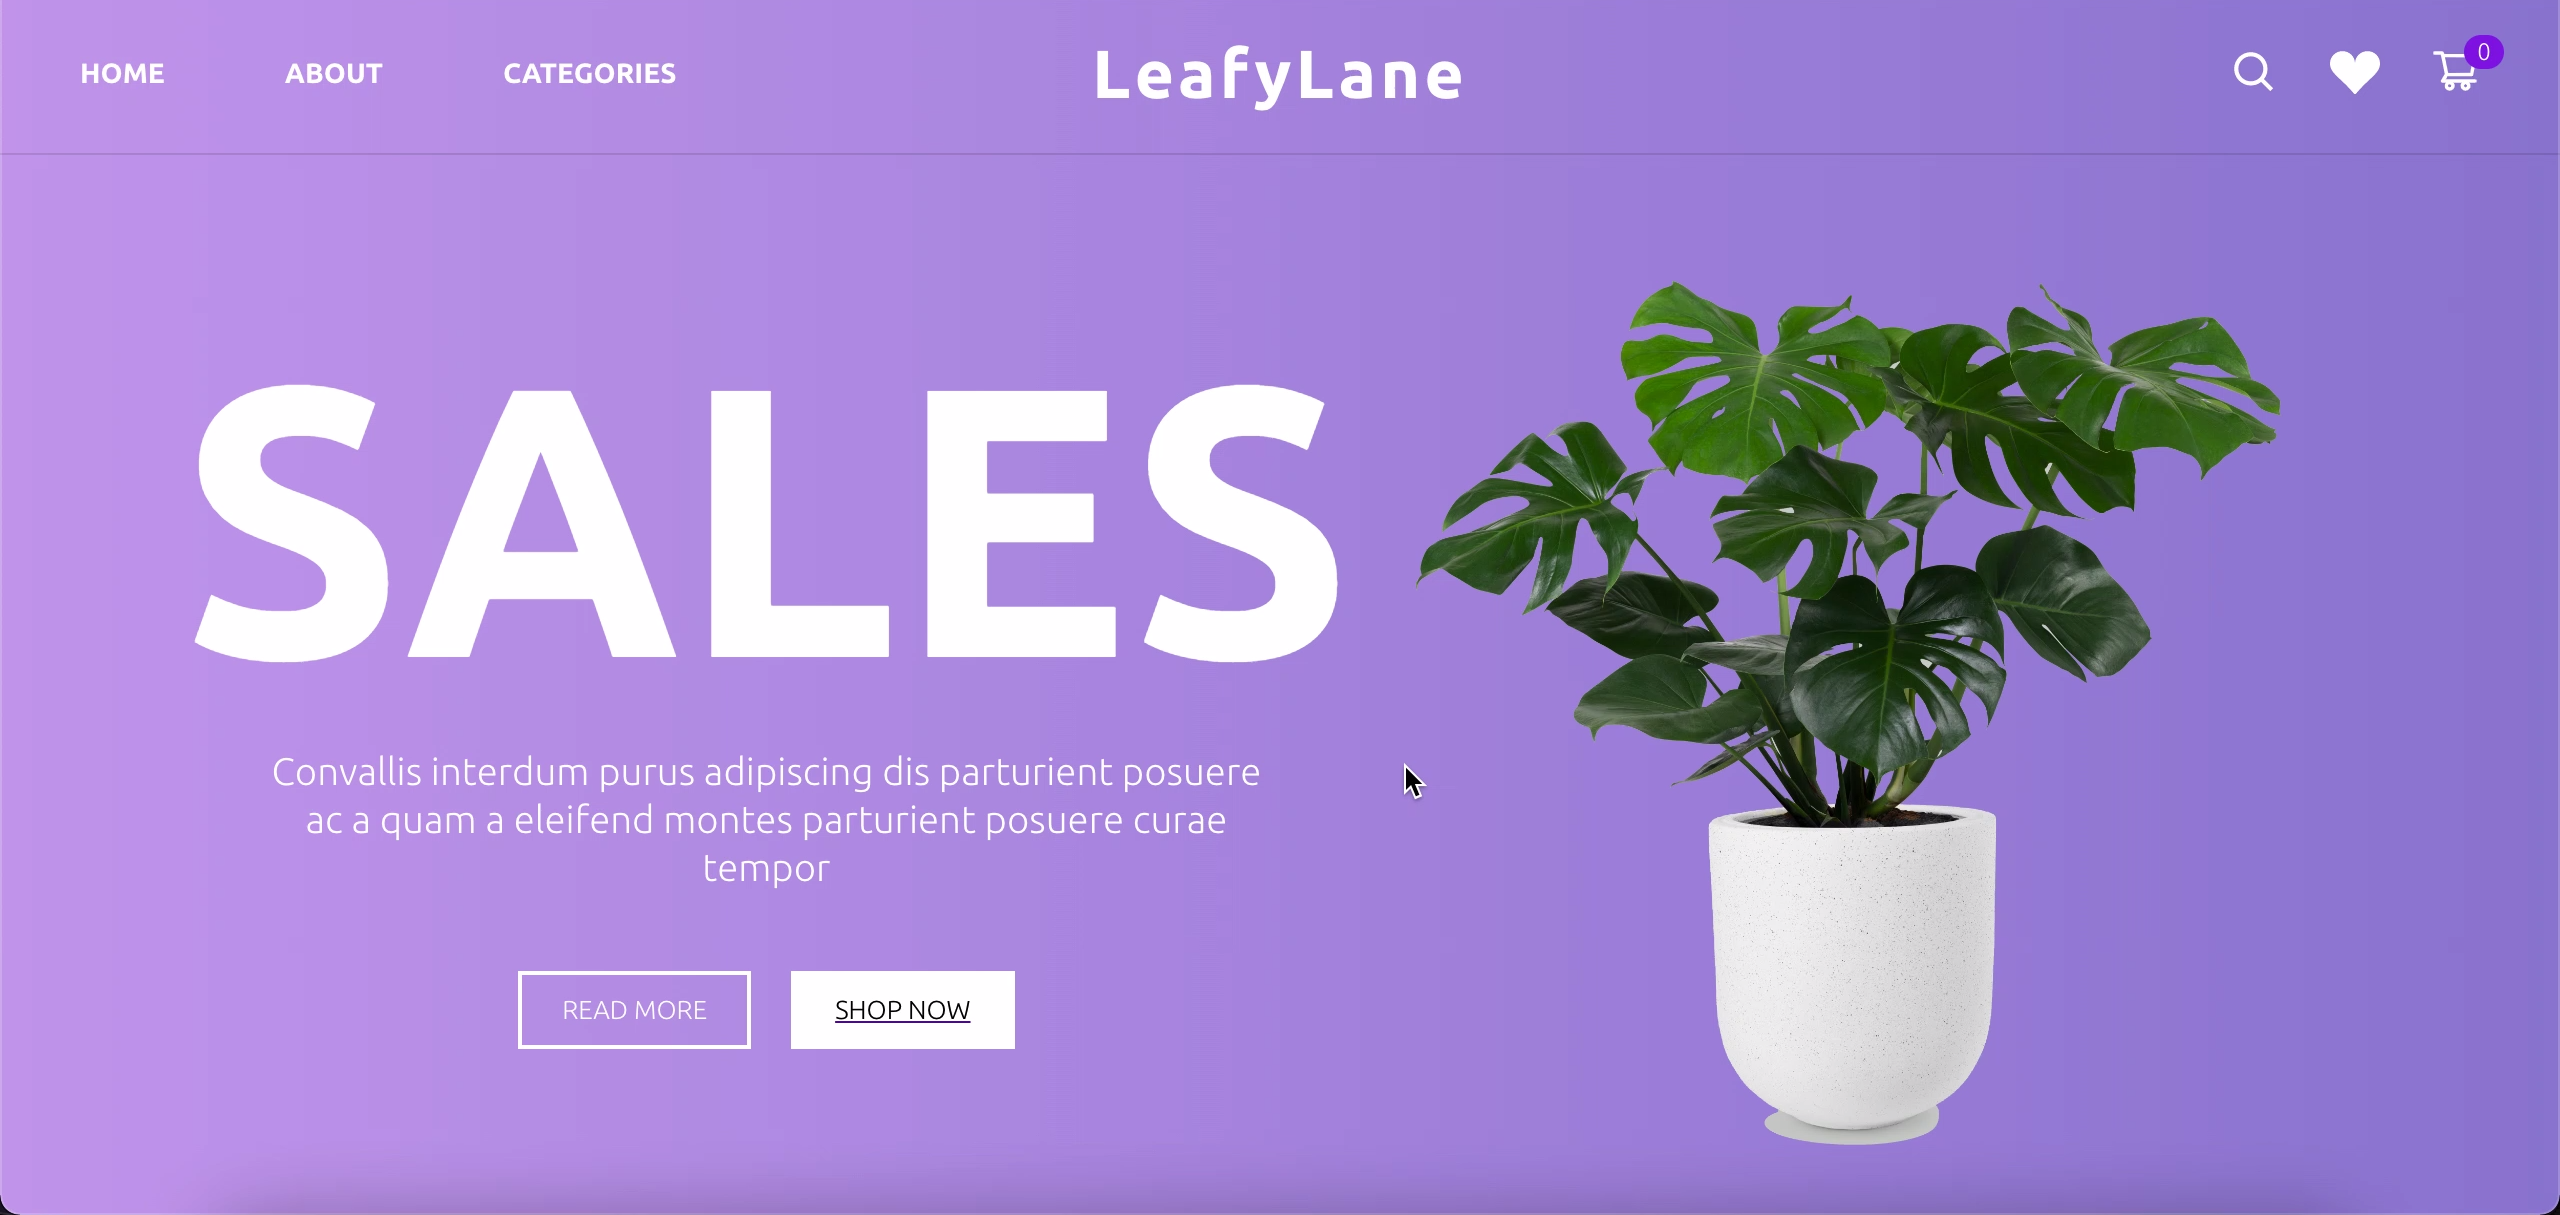 HOME ABOUT CATEGORIES LeafyLane 0
SALES
Convallis interdum purus adipiscing dis parturient posuere
ac a quam a eleifend montes parturient posuere curae
tempor
READ MORE SHOP NOW